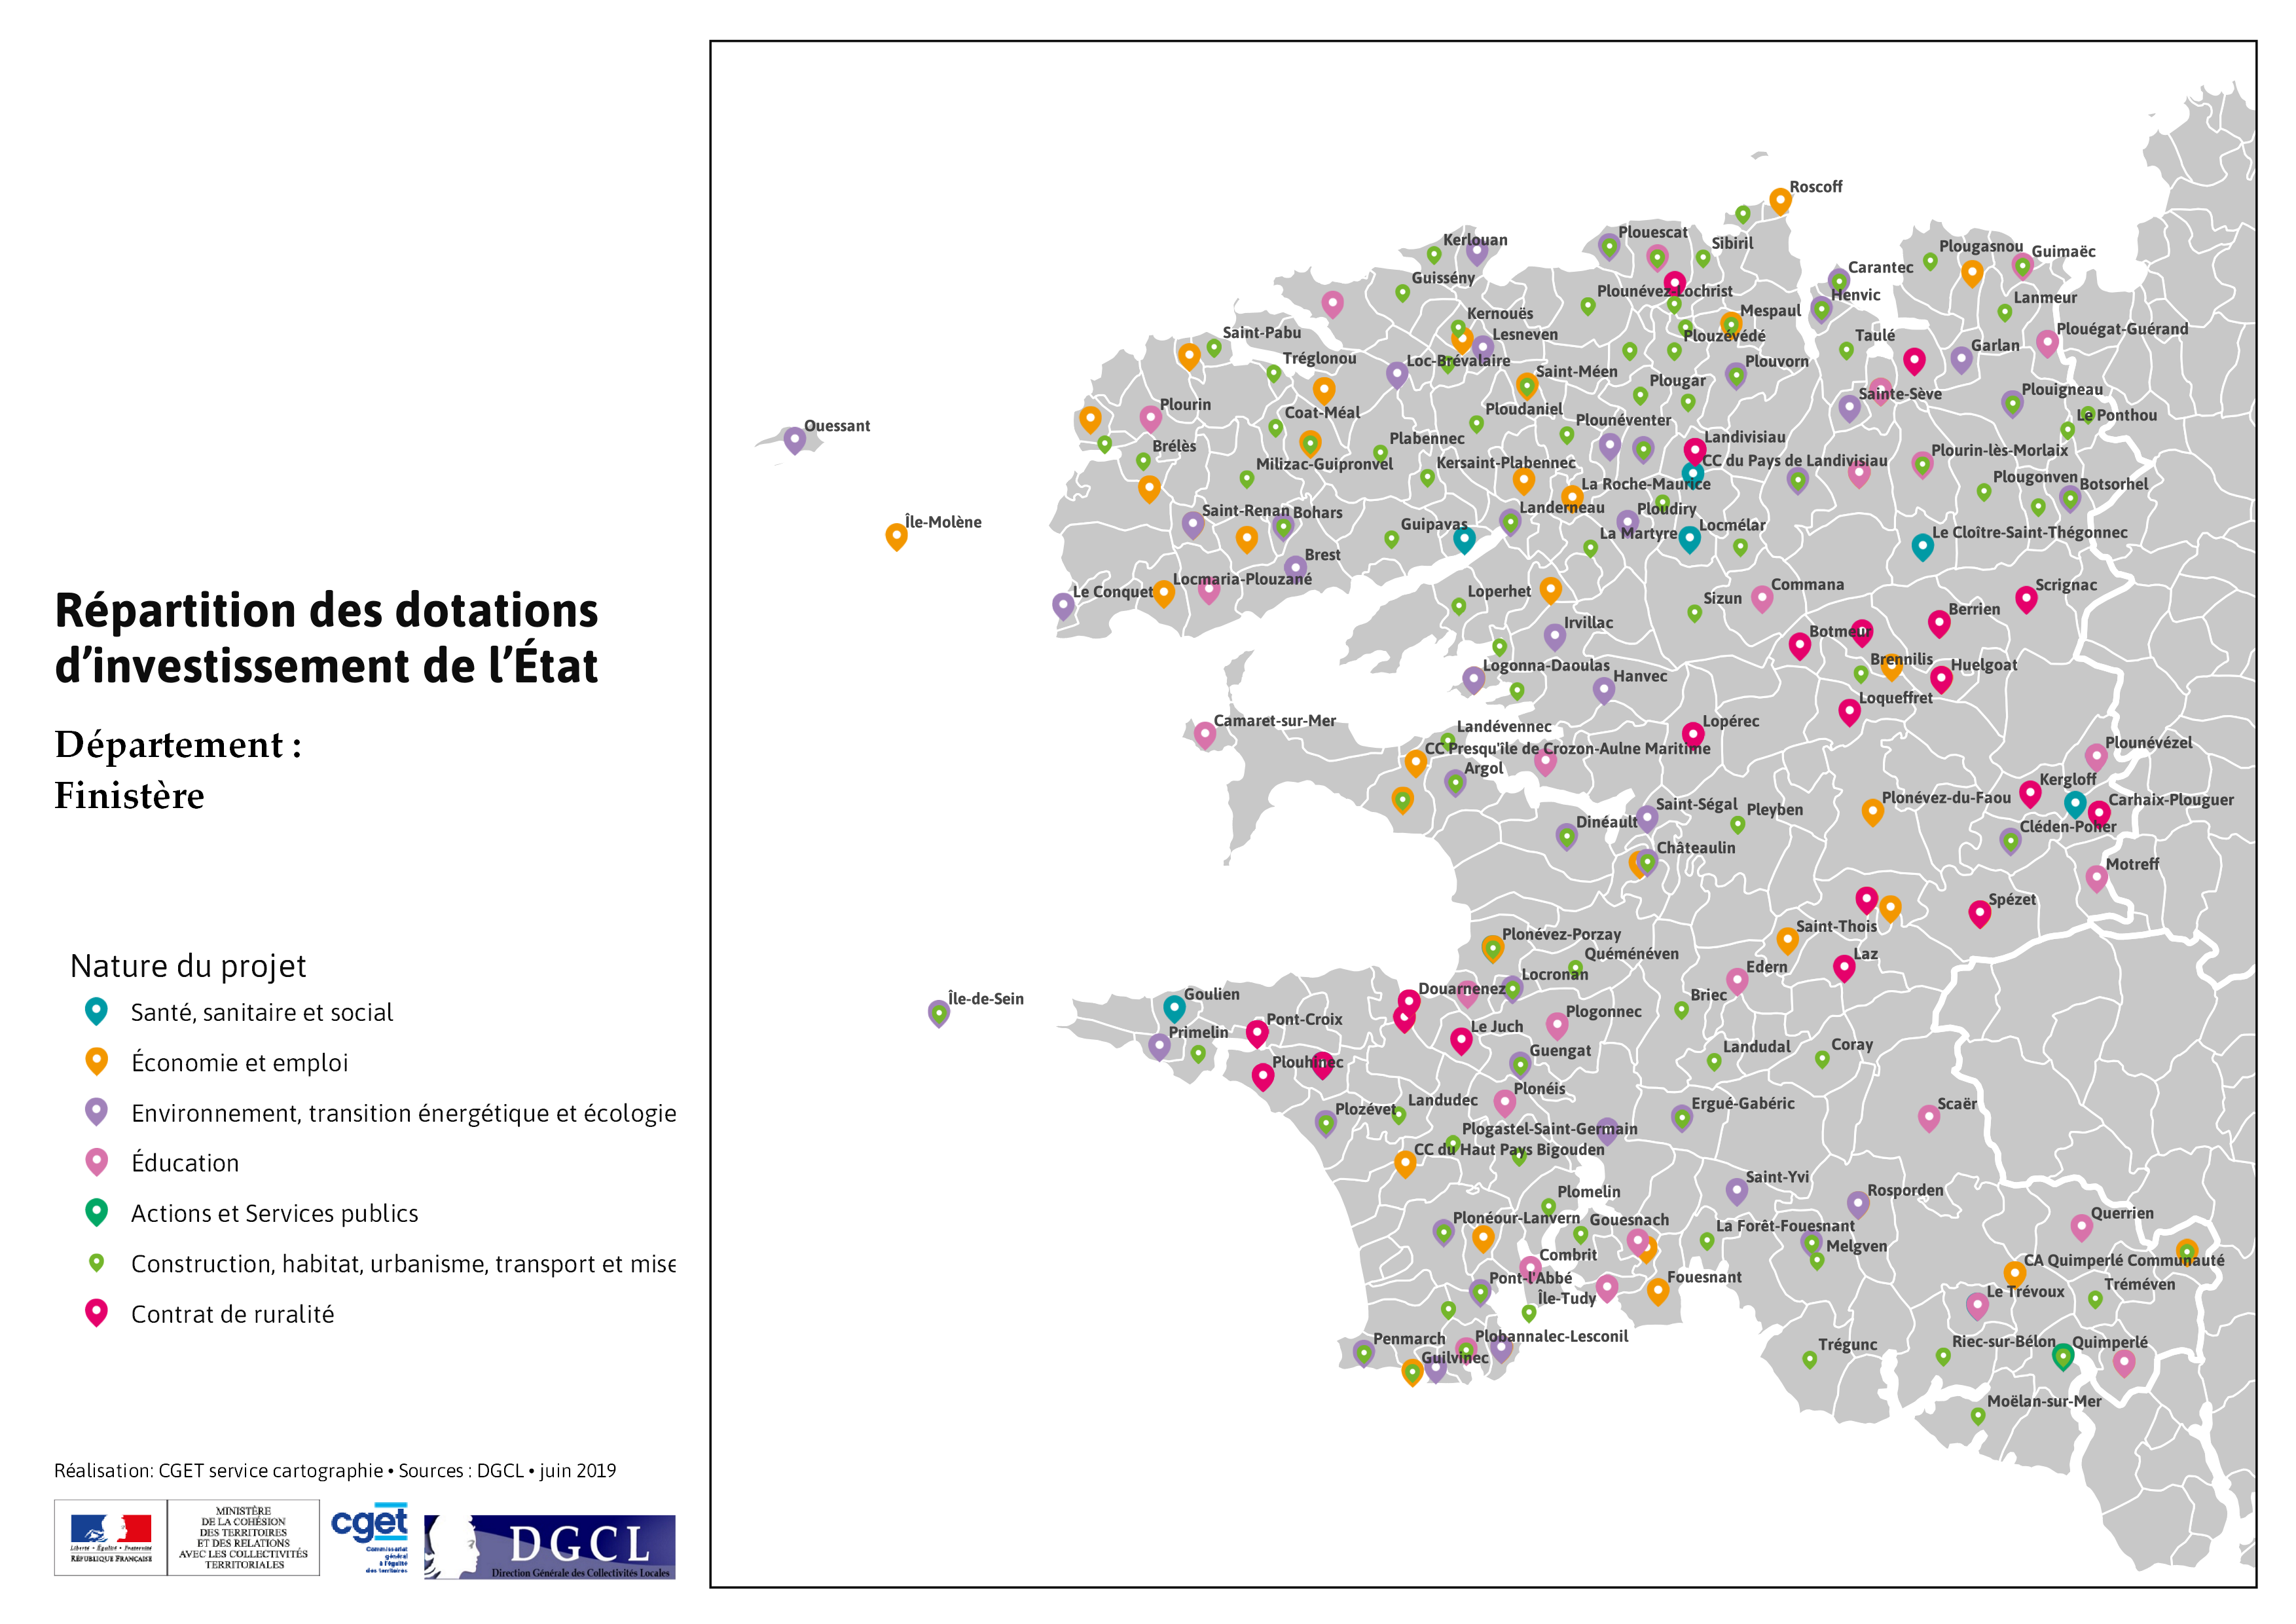 Répartition des dotations
d’investissement de l’État
Département :
Finistère
Nature du projet
Santé, sanitaire et social
Économie et emploi
Environnement, transition énergétique et écologie
Éducation
Actions et Services publics
Construction, habitat, urbanisme, transport et mise
Contrat de ruralité
Réalisation: CGET service cartographie • Sources : DGCL • juin 2019
Liberté • Égalité • Fraternité
RÉPUBLIQUE FRANÇAISE
MINISTÈRE
DE LA COHÉSION
DES TERRITOIRES
ET DES RELATIONS
AVEC LES COLLECTIVITÉS
TERRITORIALES
cget
Commissariat
général
à l'égalité
des territoires
DGCL
Direction Générale des Collectivités Locales
Roscoff
Kerlouan
Plouescat
Sibiril
Plougasnou
Guimaëc
Carantec
Guissény
Plounévez-Lochrist
Henvic
Lanmeur
Kernouës
Mespaul
Saint-Pabu
Lesneven
Plouzévédé
Taulé
Plouégat-Guérand
Garlan
Tréglonou
Loc-Brévalaire
Plouvorn
Saint-Méen
Plougar
Sainte-Sève
Plouigneau
Plourin
Coat-Méal
Ploudaniel
Plounéventer
Le Ponthou
Ouessant
Brélès
Plabennec
Landivisiau
Milizac-Guipronvel
Kersaint-Plabennec
CC du Pays de Landivisiau
Plourin-lès-Morlaix
La Roche-Maurice
Plougonven
Botsorhel
Saint-Renan
Bohars
Landerneau
Ploudiry
Île-Molène
Guipavas
La Martyre
Locmélar
Le Cloître-Saint-Thégonnec
Brest
Le Conquet
Locmaria-Plouzané
Loperhet
Sizun
Commana
Scrignac
Berrien
Irvillac
Botmeur
Logonna-Daoulas
Hanvec
Brennilis
Huelgoat
Loqueffret
Camaret-sur-Mer
Landévennec
Lopérec
CC Presqu'île de Crozon-Aulne Maritime
Plounévézel
Argol
Kergloff
Saint-Ségal
Pleyben
Plonévez-du-Faou
Carhaix-Plouguer
Dinéault
Cléden-Poher
Châteaulin
Motreff
Spézet
Saint-Thois
Plonévez-Porzay
Quéménéven
Laz
Edern
Locronan
Douarnenez
Île-de-Sein
Goulien
Briec
Pont-Croix
Plogonnec
Primelin
Le Juch
Guengat
Landudal
Coray
Plouhinec
Plonéis
Plozévet
Landudec
Ergué-Gabéric
Scaër
Plogastel-Saint-Germain
CC du Haut Pays Bigouden
Saint-Yvi
Plomelin
Rosporden
Plonéour-Lanvern
Gouesnach
La Forêt-Fouesnant
Querrien
Combrit
Melgven
CA Quimperlé Communauté
Pont-l'Abbé
Fouesnant
Île-Tudy
Le Trévoux
Tréméven
Penmarch
Plobannalec-Lesconil
Guilvinec
Trégunc
Riec-sur-Bélon
Quimperlé
Moëlan-sur-Mer